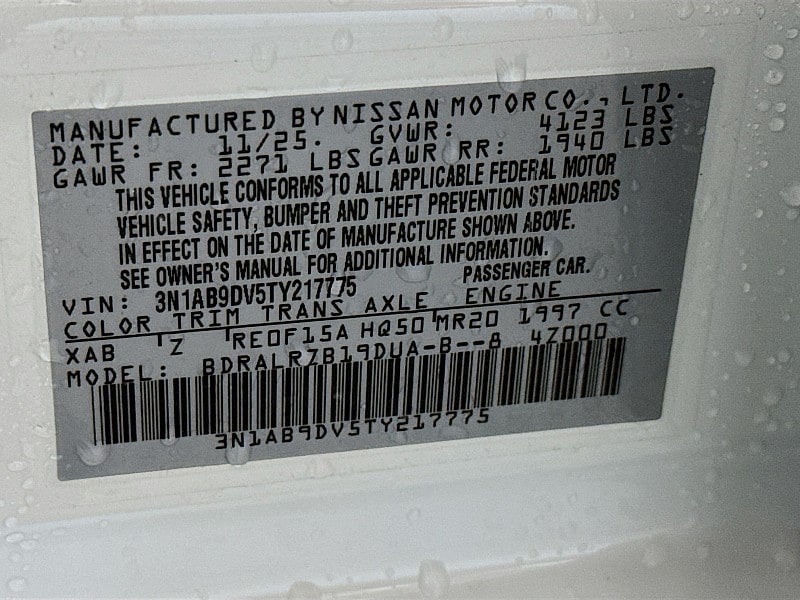 MANUFACTURED BY NISSAN MOTOR CO., LTD.
DATE: 11/25. GVWR: 4123 LBS
GAWR FR: 2271 LBS GAWR RR: 1940 LBS
THIS VEHICLE CONFORMS TO ALL APPLICABLE FEDERAL MOTOR
VEHICLE SAFETY, BUMPER AND THEFT PREVENTION STANDARDS
IN EFFECT ON THE DATE OF MANUFACTURE SHOWN ABOVE.
SEE OWNER'S MANUAL FOR ADDITIONAL INFORMATION.
VIN: 3N1AB9DV5TY217775 PASSENGER CAR.
COLOR TRIM TRANS AXLE ENGINE
XAB Z RE0F15A HQ50 MR20 1997 CC
MODEL: BDRALRZB19DUA-B--8 4Z000
3N1AB9DV5TY217775